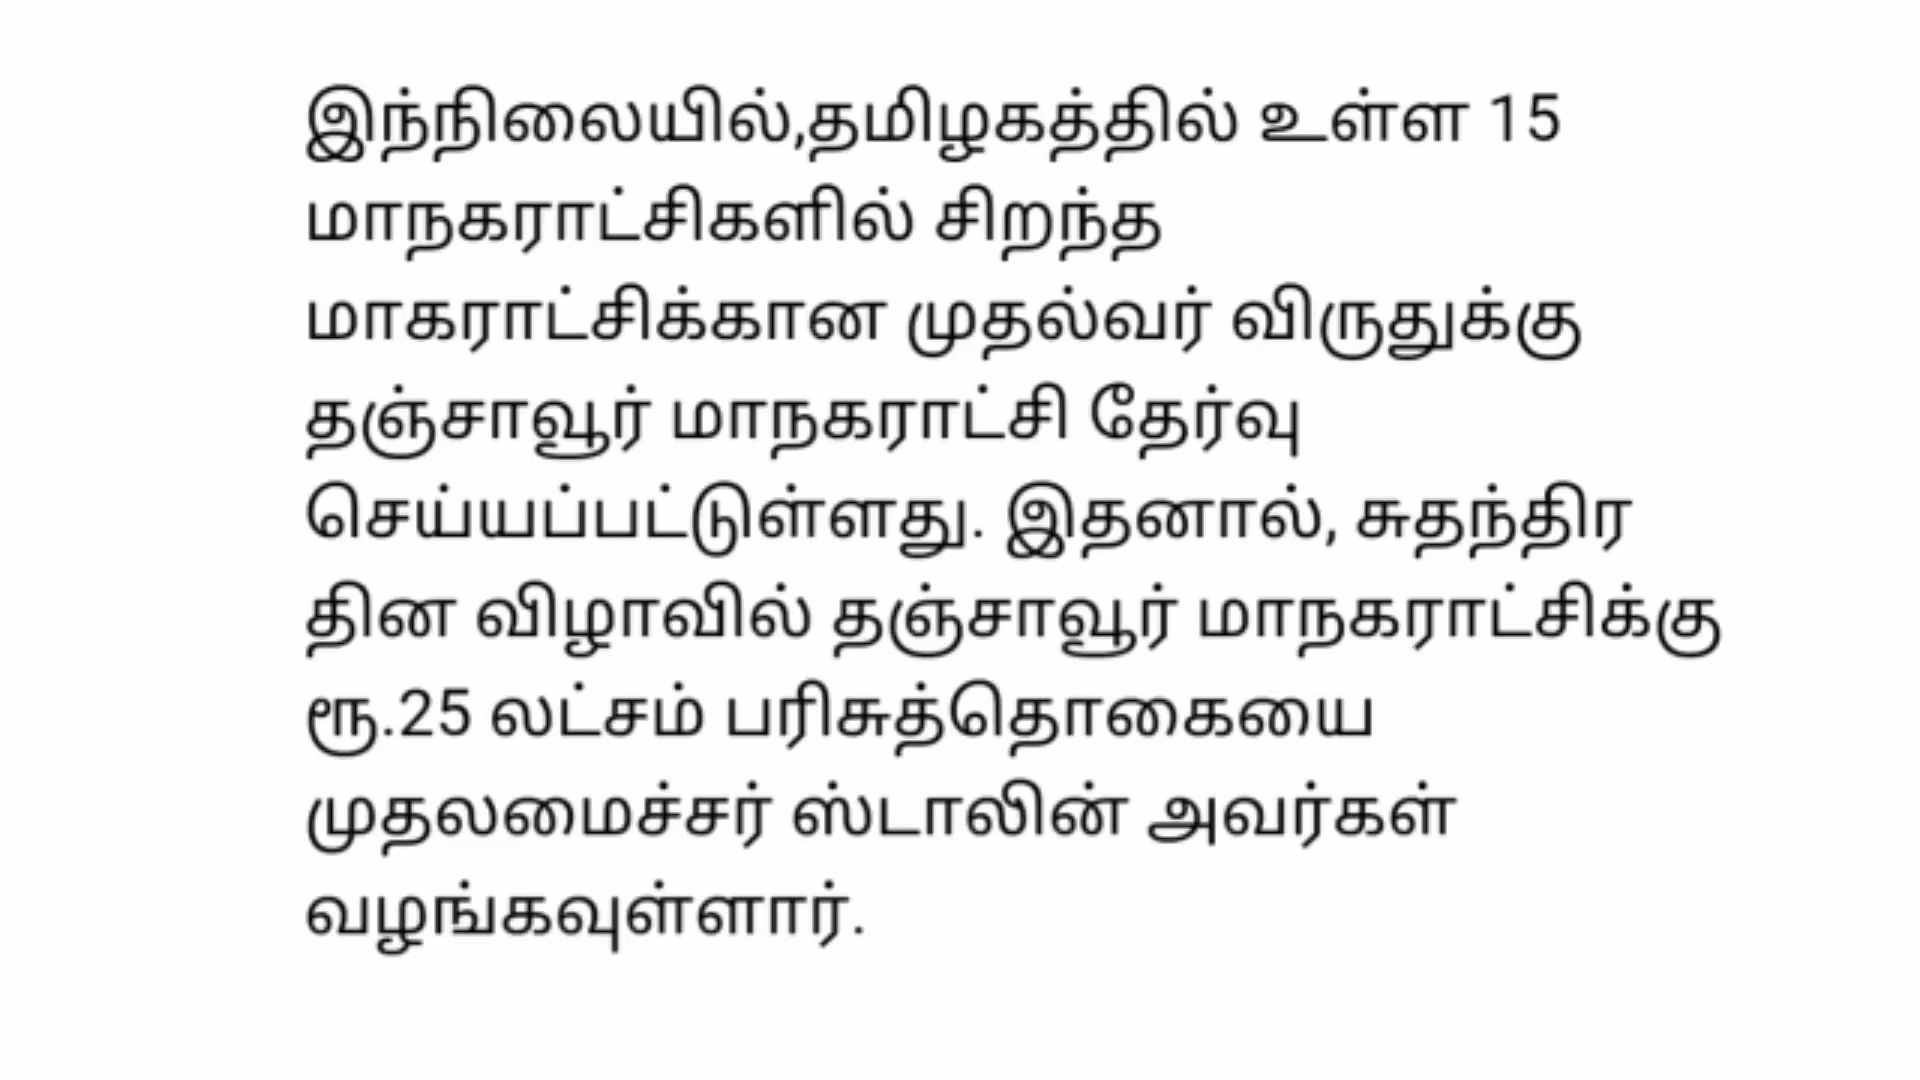 இந்நிலையில்,தமிழகத்தில் உள்ள 15
மாநகராட்சிகளில் சிறந்த
மாகராட்சிக்கான முதல்வர் விருதுக்கு
தஞ்சாவூர் மாநகராட்சி தேர்வு
செய்யப்பட்டுள்ளது. இதனால், சுதந்திர
தின விழாவில் தஞ்சாவூர் மாநகராட்சிக்கு
ரூ.25 லட்சம் பரிசுத்தொகையை
முதலமைச்சர் ஸ்டாலின் அவர்கள்
வழங்கவுள்ளார்.